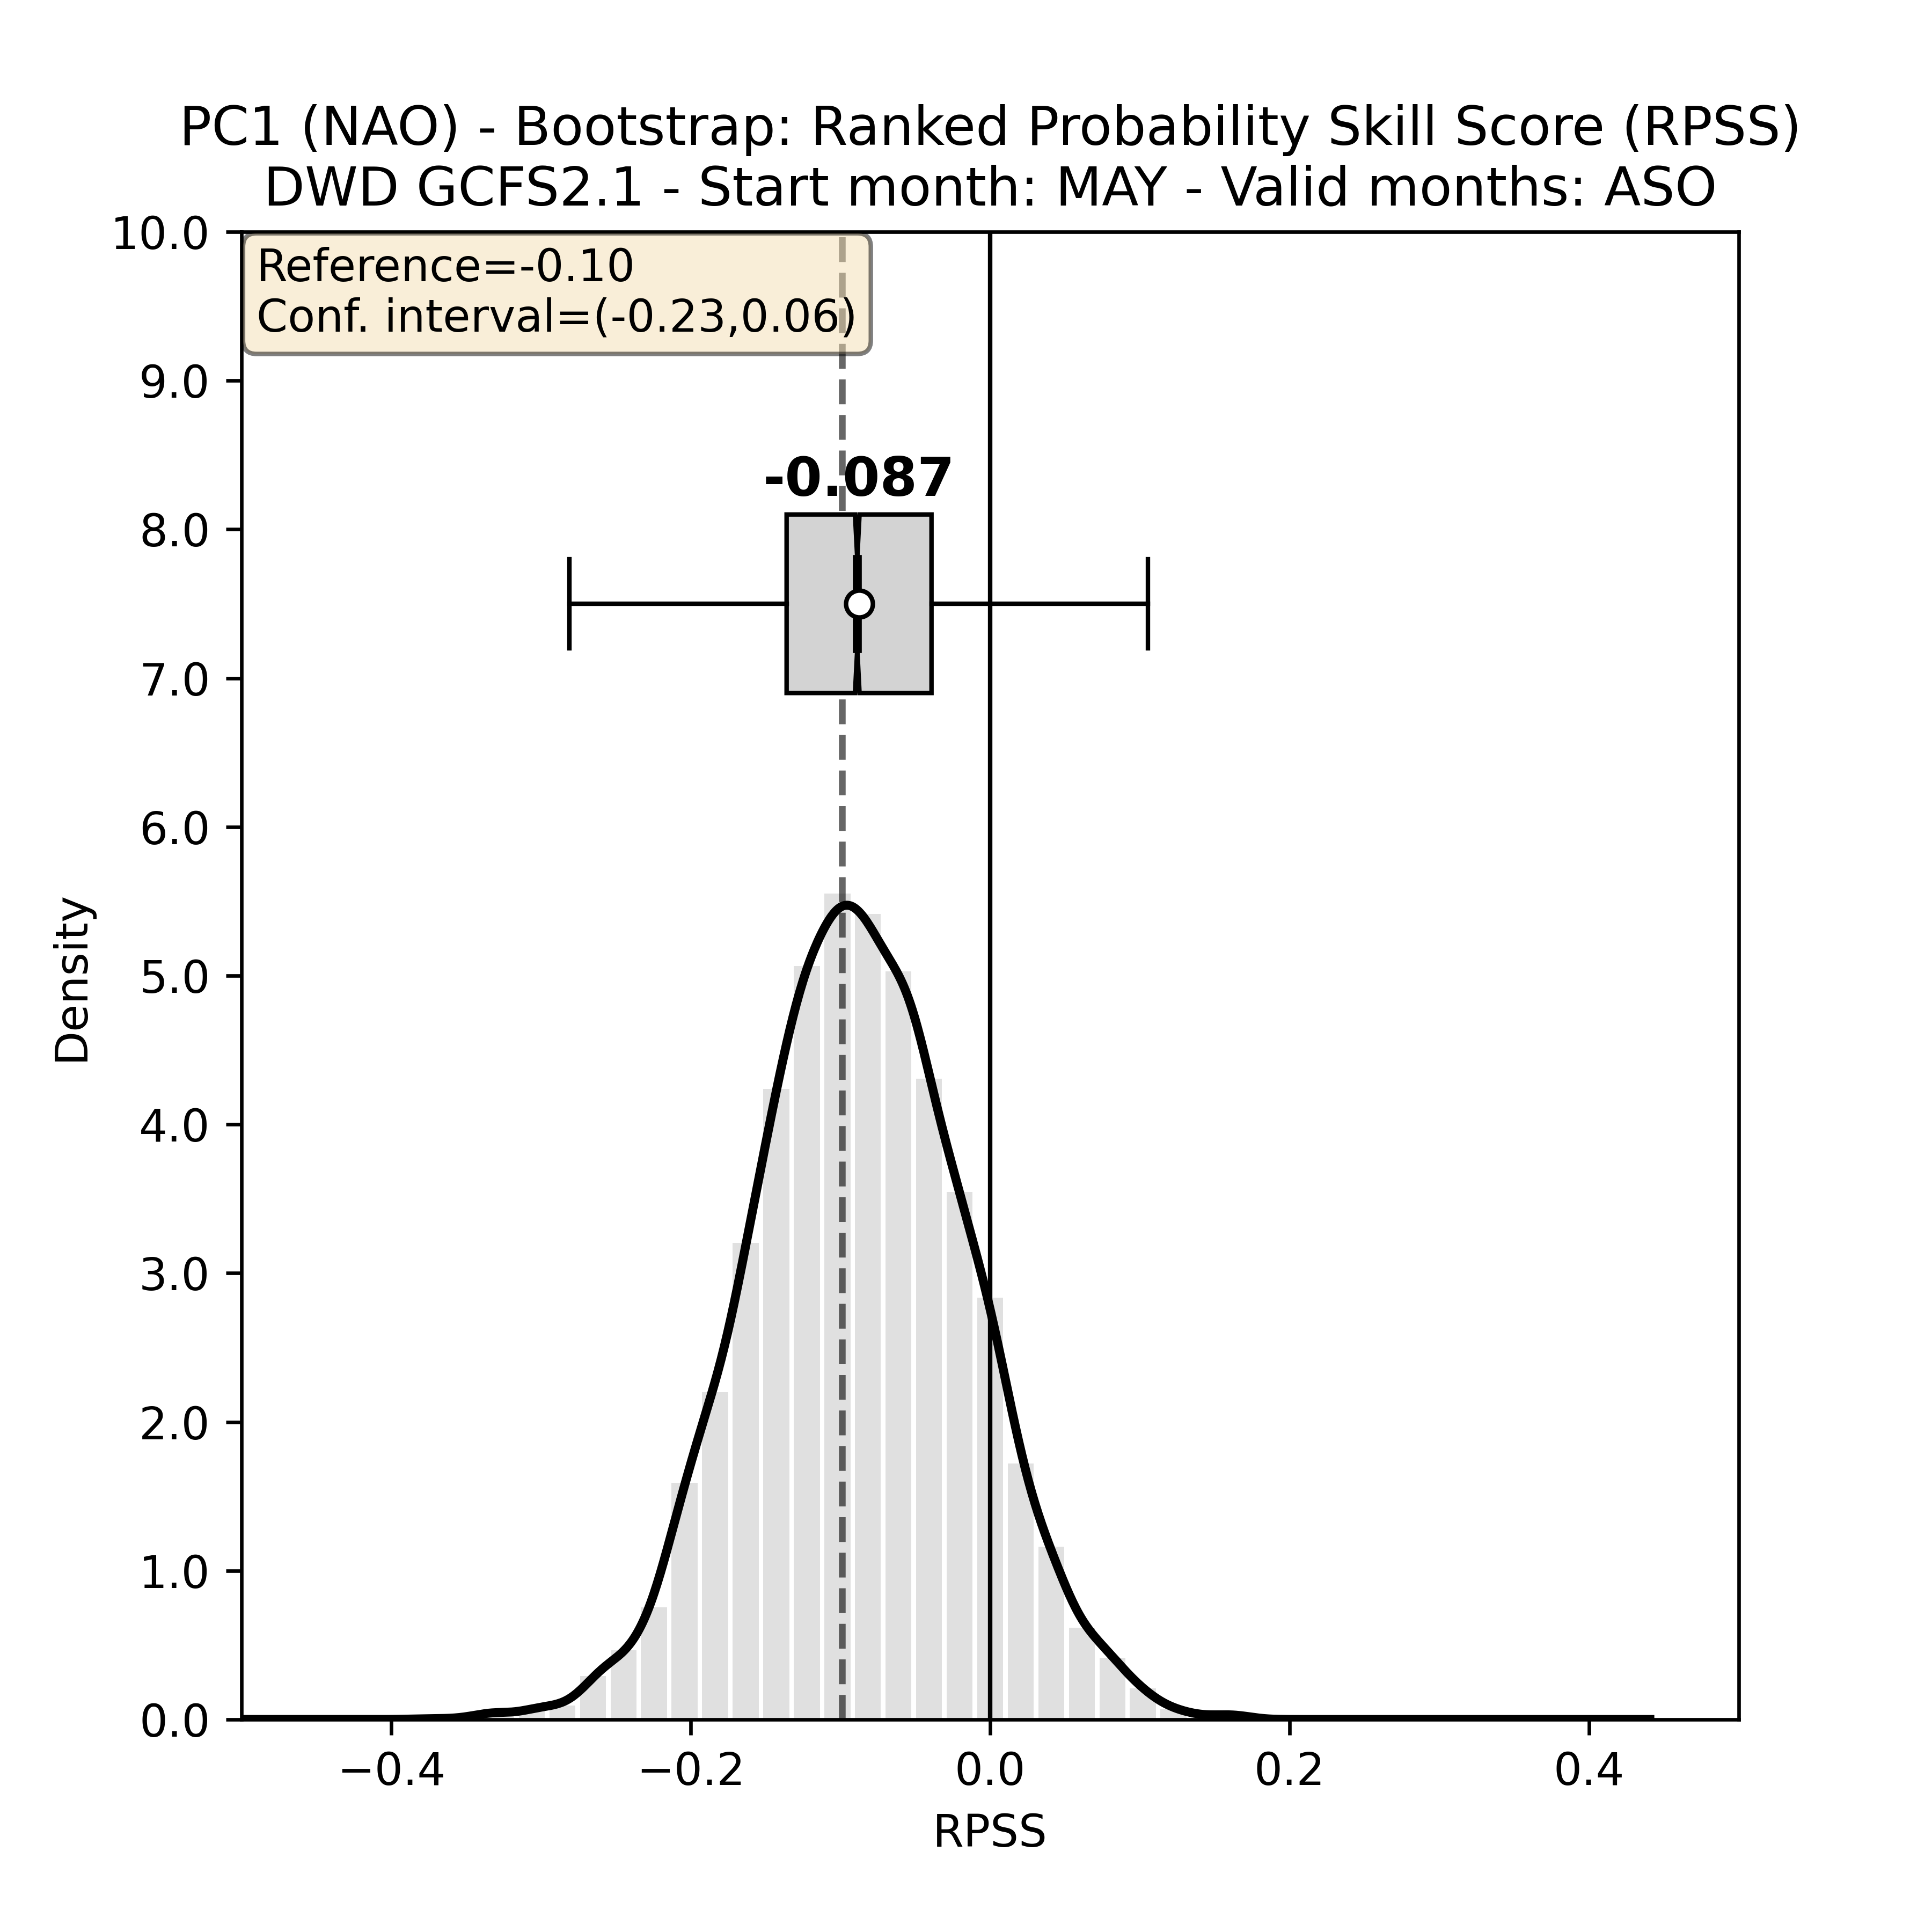 PC1 (NAO) - Bootstrap: Ranked Probability Skill Score (RPSS)
DWD GCFS2.1 - Start month: MAY - Valid months: ASO
Reference=-0.10
Conf. interval=(-0.23,0.06)
-0.087
10.0
9.0
8.0
7.0
6.0
5.0
4.0
3.0
2.0
1.0
0.0
Density
−0.4
−0.2
0.0
0.2
0.4
RPSS